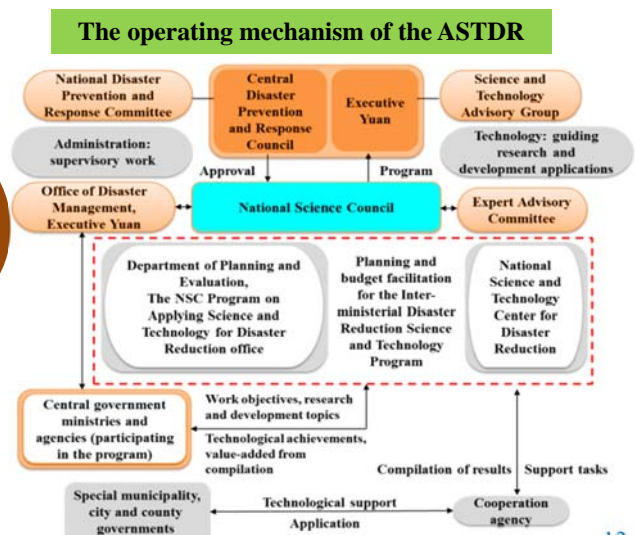 The operating mechanism of the ASTDR
National Disaster
Prevention and
Response Committee
Central
Disaster
Prevention
and Response
Council
Executive
Yuan
Science and
Technology
Advisory Group
Administration:
supervisory work
Technology: guiding
research and
development applications
Approval
Program
Office of Disaster
Management,
Executive Yuan
National Science Council
Expert Advisory
Committee
Department of Planning and
Evaluation,
The NSC Program on
Applying Science and
Technology for Disaster
Reduction office
Planning and
budget facilitation
for the Inter-
ministerial Disaster
Reduction Science
and Technology
Program
National
Science and
Technology
Center for
Disaster
Reduction
Central government
ministries and
agencies (participating
in the program)
Work objectives, research
and development topics
Technological achievements,
value-added from
compilation
Compilation of results
Support tasks
Special municipality,
city and county
governments
Technological support
Application
Cooperation
agency